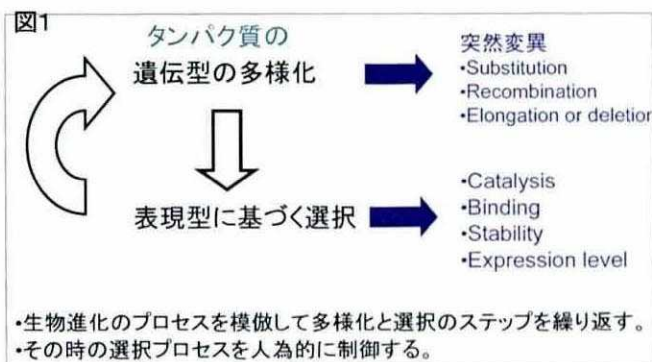 図1
タンパク質の
遺伝型の多様化
突然変異
•Substitution
•Recombination
•Elongation or deletion
表現型に基づく選択
•Catalysis
•Binding
•Stability
•Expression level
•生物進化のプロセスを模倣して多様化と選択のステップを繰り返す。
•その時の選択プロセスを人為的に制御する。